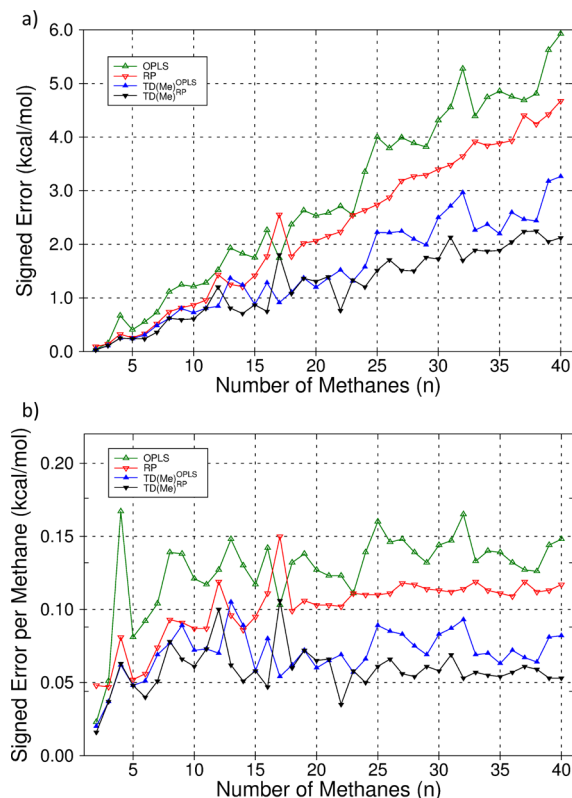 a)
6.0
5.0
4.0
3.0
2.0
1.0
0.0
Signed Error (kcal/mol)
OPLS
RP
TD(Me)^OPLS
TD(Me)^RP
5 10 15 20 25 30 35 40
Number of Methanes (n)
b)
0.20
0.15
0.10
0.05
0.00
Signed Error per Methane (kcal/mol)
OPLS
RP
TD(Me)^OPLS
TD(Me)^RP
5 10 15 20 25 30 35 40
Number of Methanes (n)